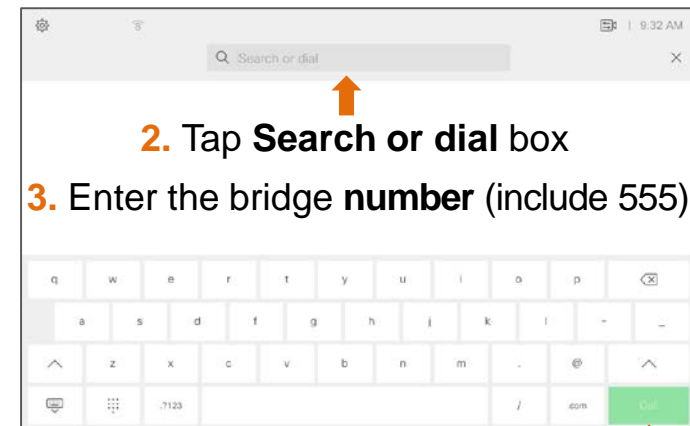 9:32 AM
Search or dial
2. Tap Search or dial box
3. Enter the bridge number (include 555)
q w e r t y u i o p
a s d f g h j k l - _
z x c v b n m . @
.?123 / .com Call